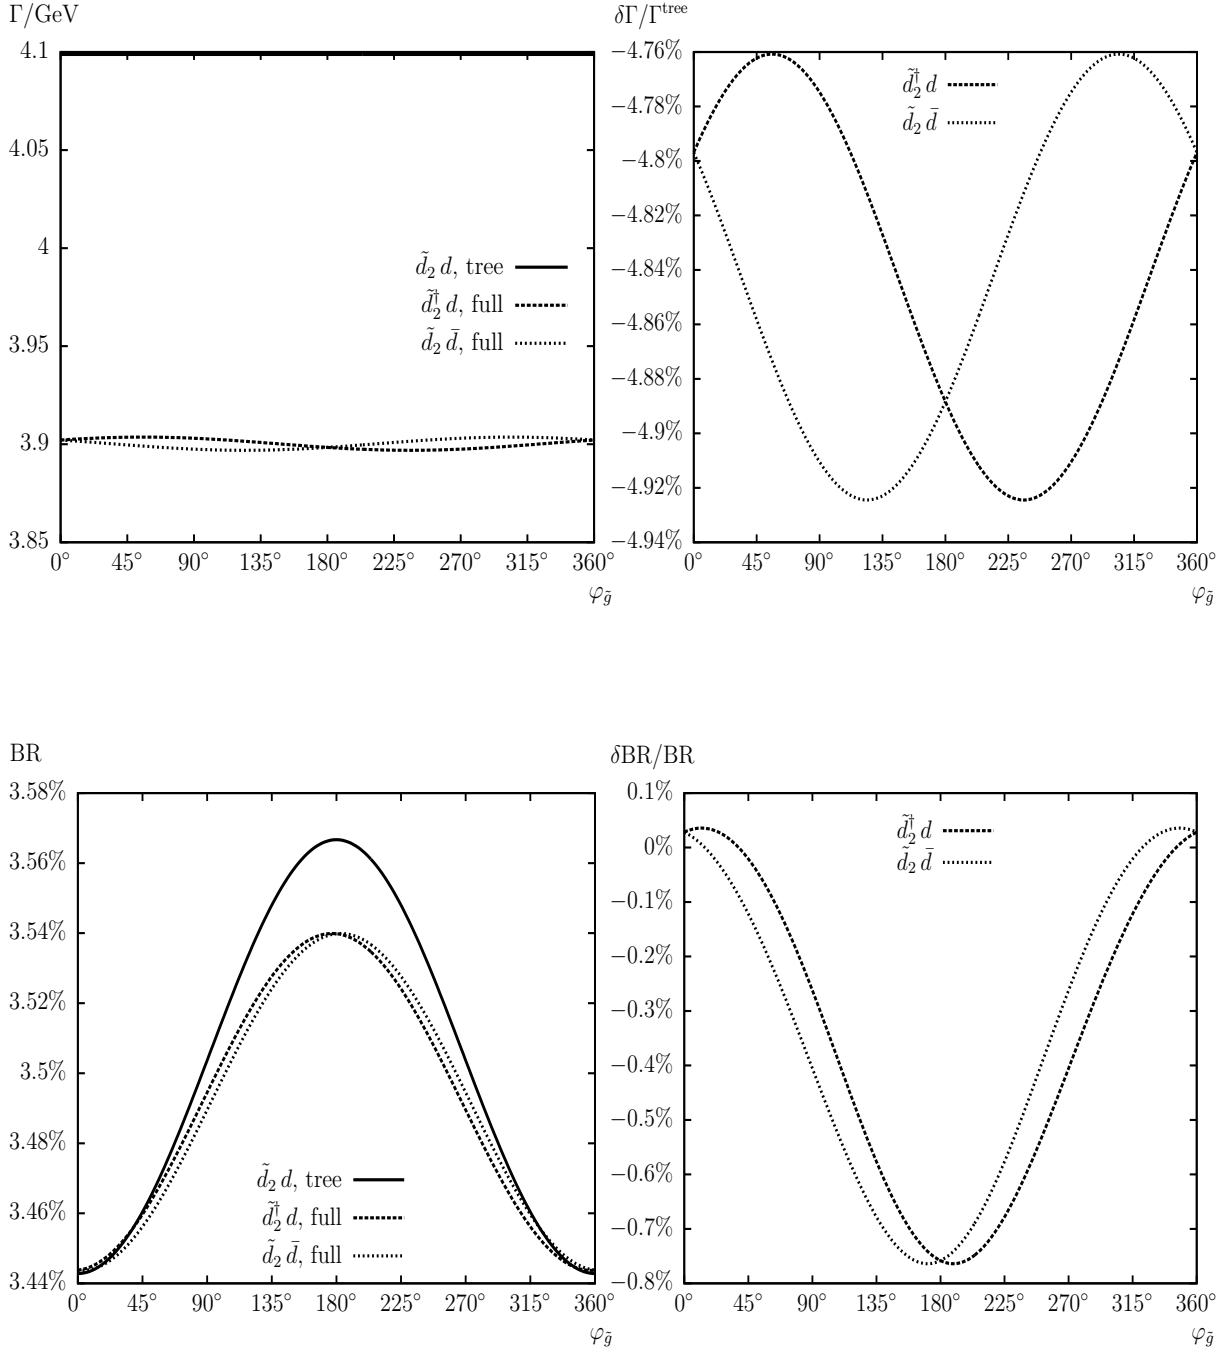 Γ/GeV
4.1
4.05
4
3.95
3.9
3.85
0° 45° 90° 135° 180° 225° 270° 315° 360°
φ_g̃
d̃₂ d, tree
d̃₂† d, full
d̃₂ d̄, full
δΓ/Γ^tree
−4.76%
−4.78%
−4.8%
−4.82%
−4.84%
−4.86%
−4.88%
−4.9%
−4.92%
−4.94%
0° 45° 90° 135° 180° 225° 270° 315° 360°
φ_g̃
d̃₂† d
d̃₂ d̄
BR
3.58%
3.56%
3.54%
3.52%
3.5%
3.48%
3.46%
3.44%
0° 45° 90° 135° 180° 225° 270° 315° 360°
φ_g̃
d̃₂ d, tree
d̃₂† d, full
d̃₂ d̄, full
δBR/BR
0.1%
0%
−0.1%
−0.2%
−0.3%
−0.4%
−0.5%
−0.6%
−0.7%
−0.8%
0° 45° 90° 135° 180° 225° 270° 315° 360°
φ_g̃
d̃₂† d
d̃₂ d̄